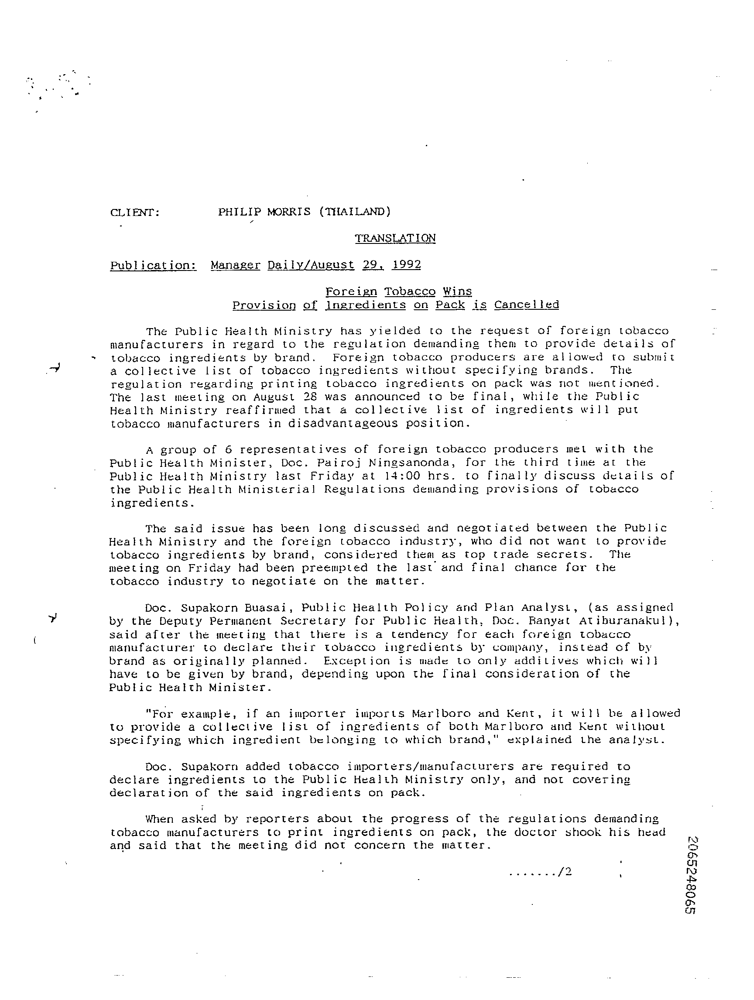 CLIENT: PHILIP MORRIS (THAILAND)
TRANSLATION
Publication: Manager Daily/August 29, 1992
Foreign Tobacco Wins
Provision of Ingredients on Pack is Cancelled
The Public Health Ministry has yielded to the request of foreign tobacco
manufacturers in regard to the regulation demanding them to provide details of
tobacco ingredients by brand. Foreign tobacco producers are allowed to submit
a collective list of tobacco ingredients without specifying brands. The
regulation regarding printing tobacco ingredients on pack was not mentioned.
The last meeting on August 28 was announced to be final, while the Public
Health Ministry reaffirmed that a collective list of ingredients will put
tobacco manufacturers in disadvantageous position.
A group of 6 representatives of foreign tobacco producers met with the
Public Health Minister, Doc. Pairoj Ningsanonda, for the third time at the
Public Health Ministry last Friday at 14:00 hrs. to finally discuss details of
the Public Health Ministerial Regulations demanding provisions of tobacco
ingredients.
The said issue has been long discussed and negotiated between the Public
Health Ministry and the foreign tobacco industry, who did not want to provide
tobacco ingredients by brand, considered them as top trade secrets. The
meeting on Friday had been preempted the last and final chance for the
tobacco industry to negotiate on the matter.
Doc. Supakorn Buasai, Public Health Policy and Plan Analyst, (as assigned
by the Deputy Permanent Secretary for Public Health, Doc. Banyat Atiburanakul),
said after the meeting that there is a tendency for each foreign tobacco
manufacturer to declare their tobacco ingredients by company, instead of by
brand as originally planned. Exception is made to only additives which will
have to be given by brand, depending upon the final consideration of the
Public Health Minister.
"For example, if an importer imports Marlboro and Kent, it will be allowed
to provide a collective list of ingredients of both Marlboro and Kent without
specifying which ingredient belonging to which brand," explained the analyst.
Doc. Supakorn added tobacco importers/manufacturers are required to
declare ingredients to the Public Health Ministry only, and not covering
declaration of the said ingredients on pack.
When asked by reporters about the progress of the regulations demanding
tobacco manufacturers to print ingredients on pack, the doctor shook his head
and said that the meeting did not concern the matter.
......./2
2065248065